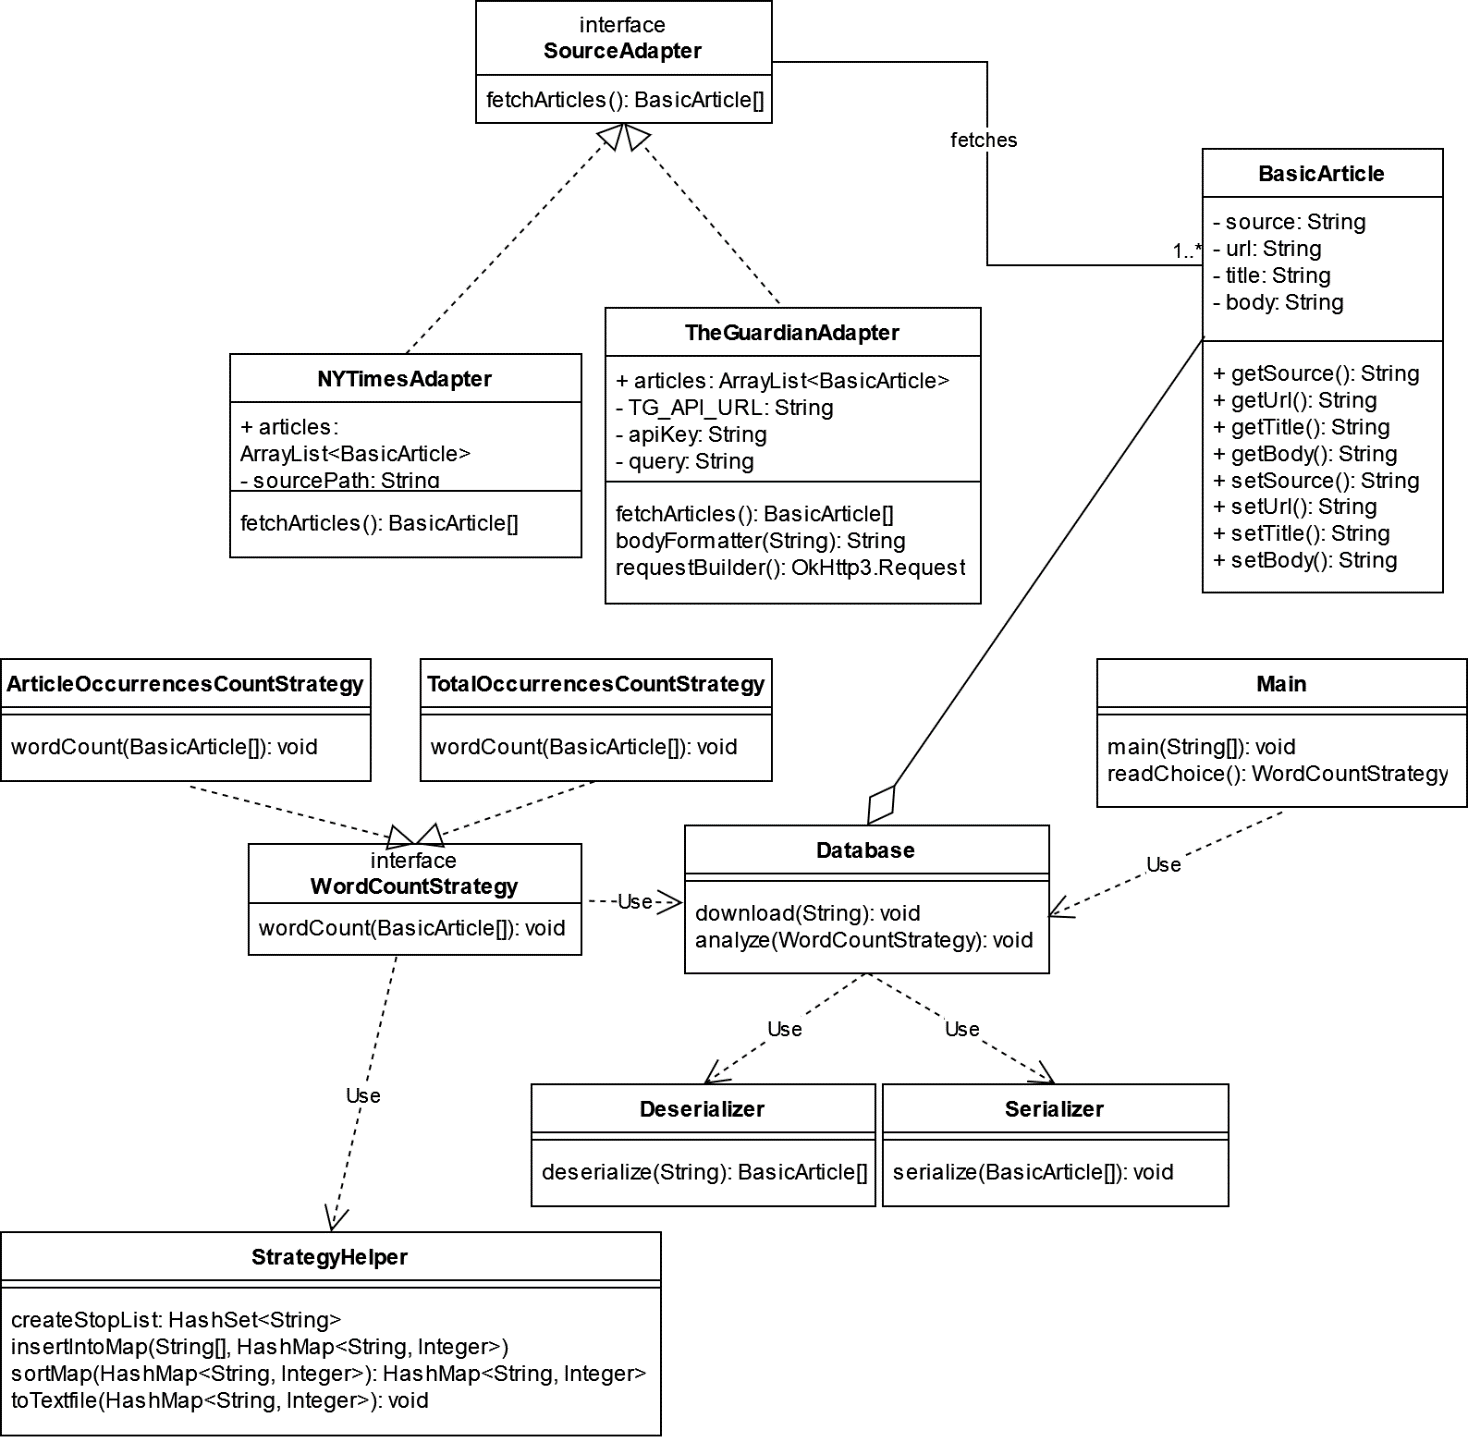 interface
SourceAdapter
fetchArticles(): BasicArticle[]
fetches
1..*
BasicArticle
- source: String
- url: String
- title: String
- body: String
+ getSource(): String
+ getUrl(): String
+ getTitle(): String
+ getBody(): String
+ setSource(): String
+ setUrl(): String
+ setTitle(): String
+ setBody(): String
NYTimesAdapter
+ articles:
ArrayList<BasicArticle>
- sourcePath: String
fetchArticles(): BasicArticle[]
TheGuardianAdapter
+ articles: ArrayList<BasicArticle>
- TG_API_URL: String
- apiKey: String
- query: String
fetchArticles(): BasicArticle[]
bodyFormatter(String): String
requestBuilder(): OkHttp3.Request
ArticleOccurrencesCountStrategy
wordCount(BasicArticle[]): void
TotalOccurrencesCountStrategy
wordCount(BasicArticle[]): void
Main
main(String[]): void
readChoice(): WordCountStrategy
interface
WordCountStrategy
wordCount(BasicArticle[]): void
Use
Database
download(String): void
analyze(WordCountStrategy): void
Use
Use
Use
Use
Deserializer
deserialize(String): BasicArticle[]
Serializer
serialize(BasicArticle[]): void
StrategyHelper
createStopList: HashSet<String>
insertIntoMap(String[], HashMap<String, Integer>)
sortMap(HashMap<String, Integer>): HashMap<String, Integer>
toTextfile(HashMap<String, Integer>): void